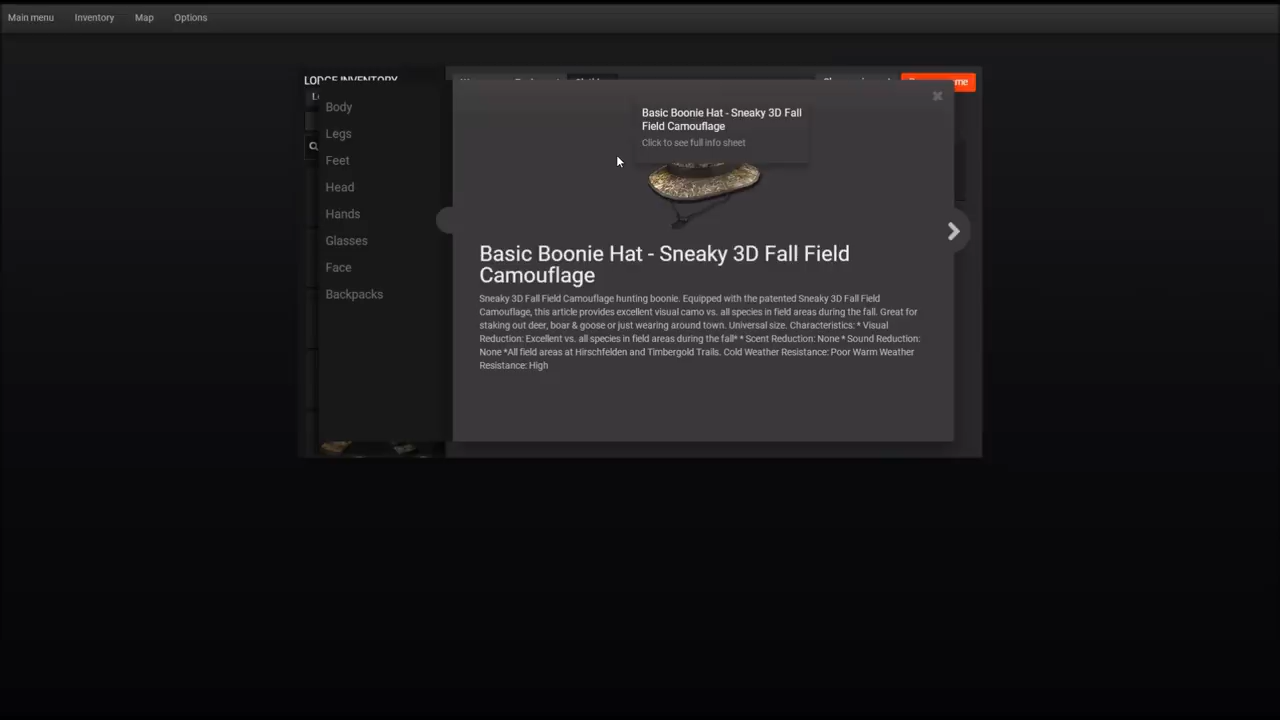 Main menu Inventory Map Options
LODGE INVENTORY
Body
Legs
Feet
Head
Hands
Glasses
Face
Backpacks
Basic Boonie Hat - Sneaky 3D Fall
Field Camouflage
Click to see full info sheet
Basic Boonie Hat - Sneaky 3D Fall Field
Camouflage
Sneaky 3D Fall Field Camouflage hunting boonie. Equipped with the patented Sneaky 3D Fall Field
Camouflage, this article provides excellent visual camo vs. all species in field areas during the fall. Great for
staking out deer, boar & goose or just wearing around town. Universal size. Characteristics: * Visual
Reduction: Excellent vs. all species in field areas during the fall* * Scent Reduction: None * Sound Reduction:
None *All field areas at Hirschfelden and Timbergold Trails. Cold Weather Resistance: Poor Warm Weather
Resistance: High